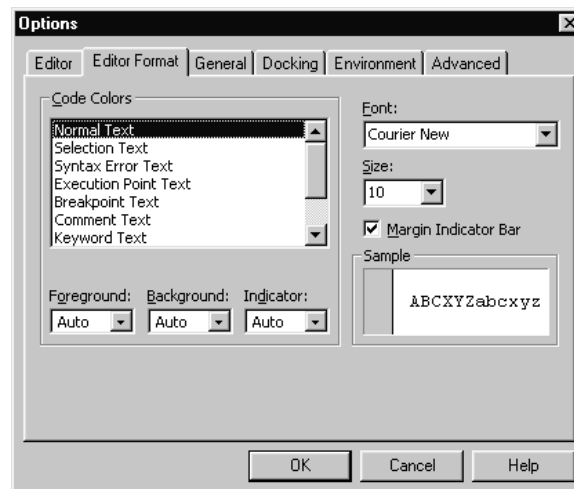 Options
Editor Editor Format General Docking Environment Advanced
Code Colors
Normal Text
Selection Text
Syntax Error Text
Execution Point Text
Breakpoint Text
Comment Text
Keyword Text
Foreground: Background: Indicator:
Auto Auto Auto
Font:
Courier New
Size:
10
Margin Indicator Bar
Sample
ABCXYZabcxyz
OK Cancel Help